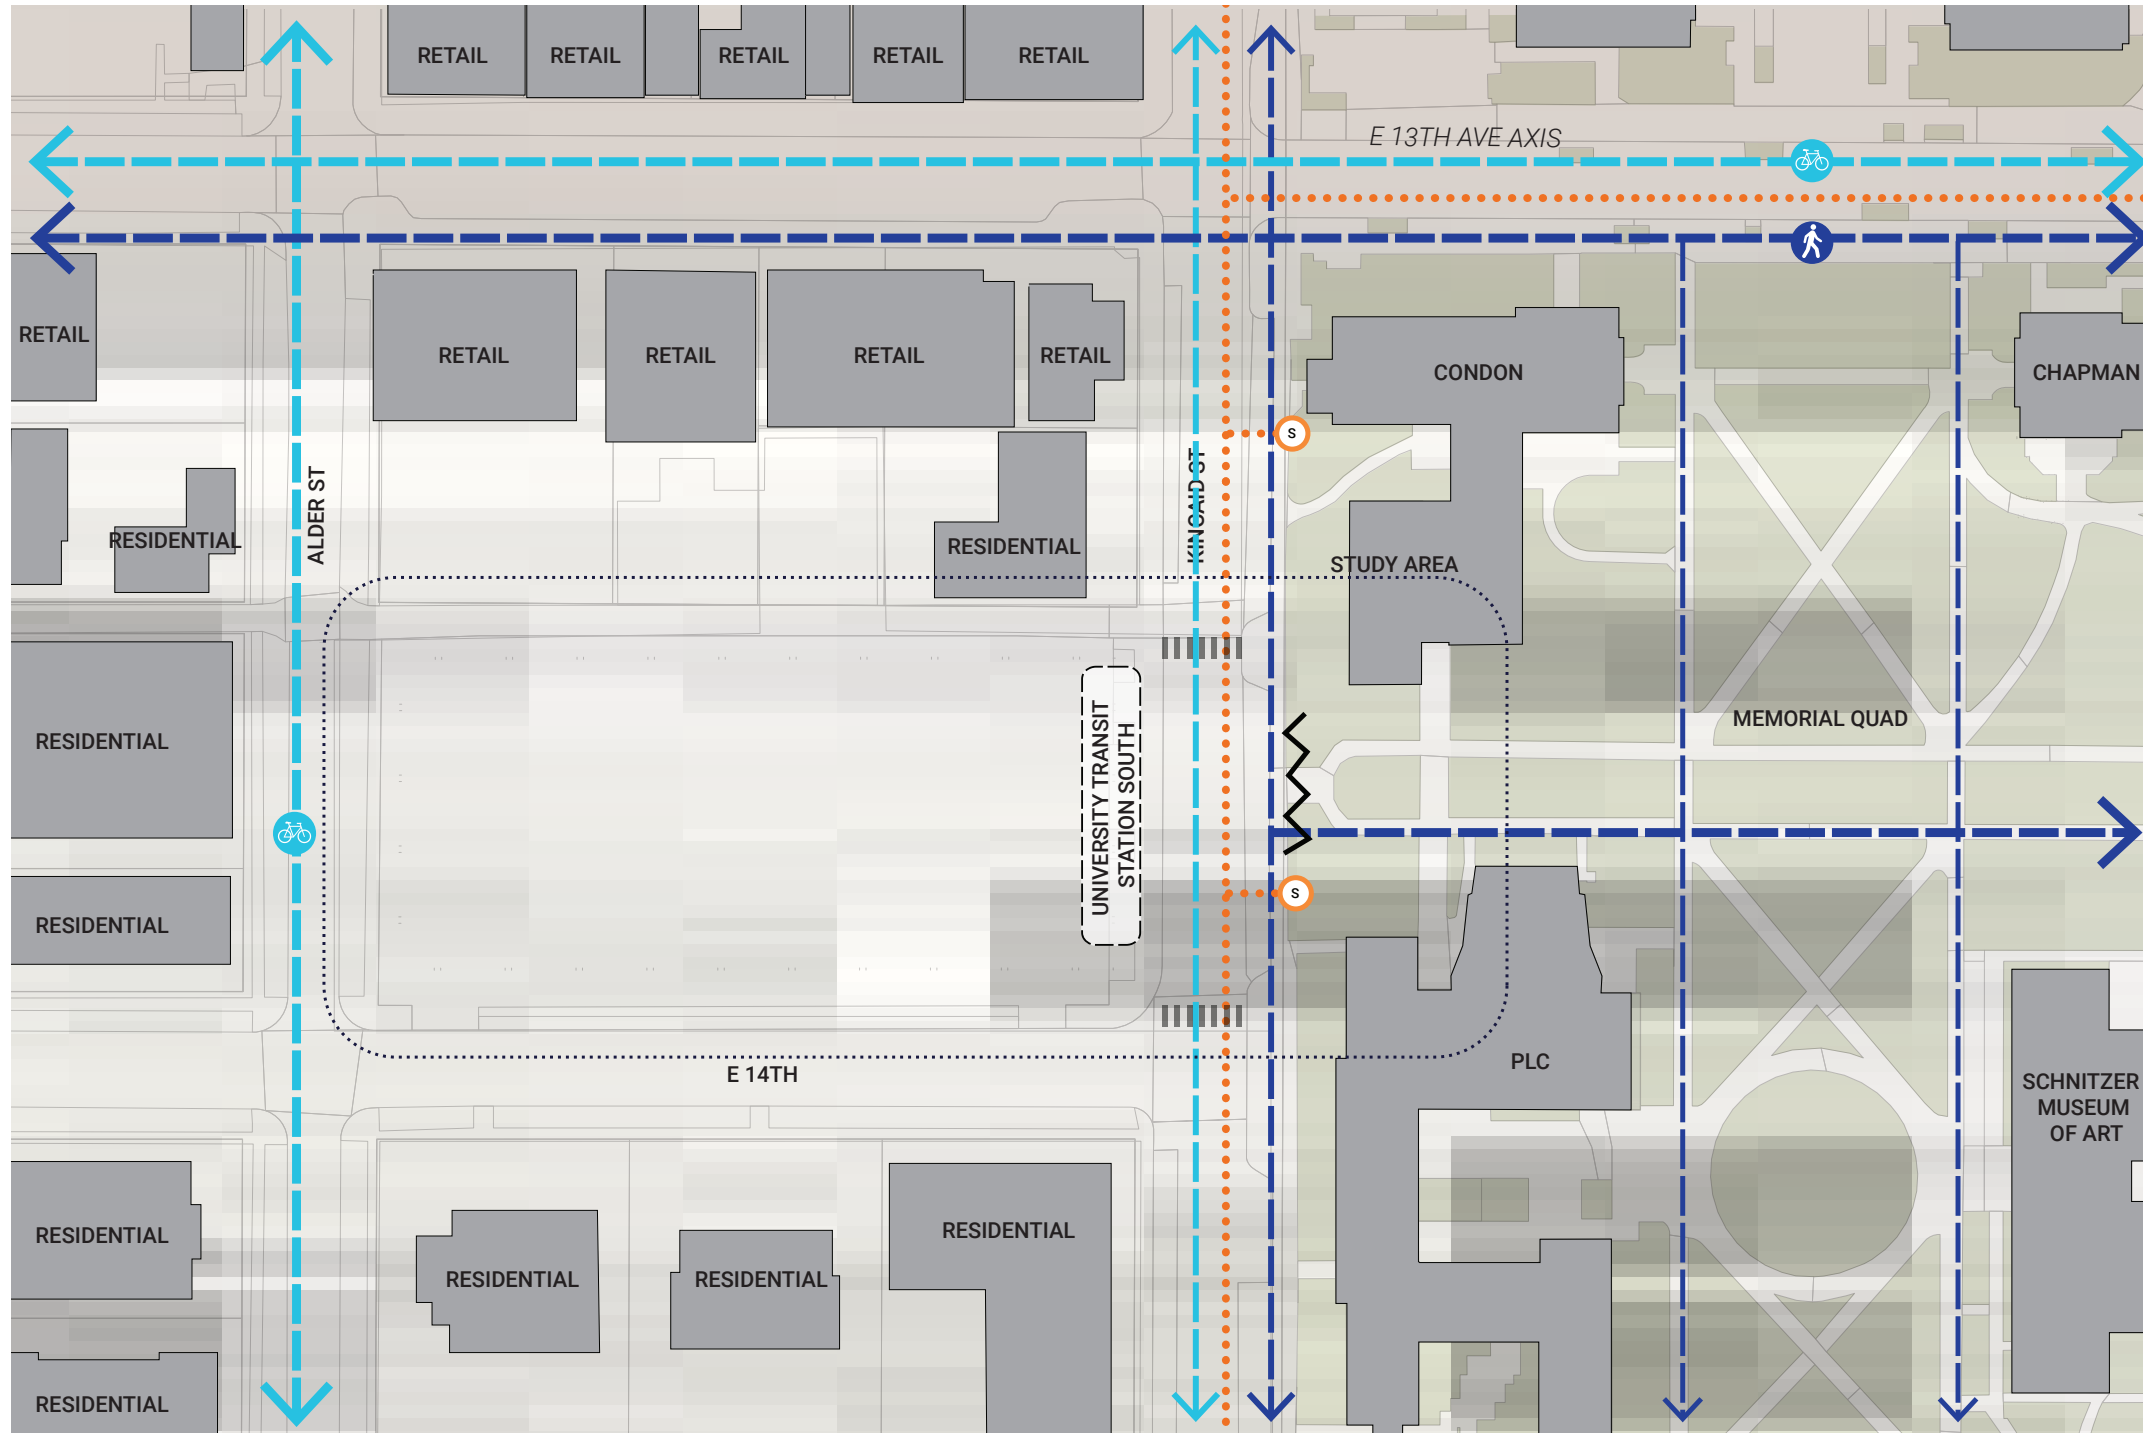 RETAIL
RETAIL
RETAIL
RETAIL
RETAIL
E 13TH AVE AXIS
RETAIL
RETAIL
RETAIL
RETAIL
RETAIL
CONDON
CHAPMAN
S
ALDER ST
KINCAID ST
RESIDENTIAL
RESIDENTIAL
STUDY AREA
RESIDENTIAL
UNIVERSITY TRANSIT
STATION SOUTH
MEMORIAL QUAD
S
RESIDENTIAL
PLC
E 14TH
SCHNITZER
MUSEUM
OF ART
RESIDENTIAL
RESIDENTIAL
RESIDENTIAL
RESIDENTIAL
RESIDENTIAL